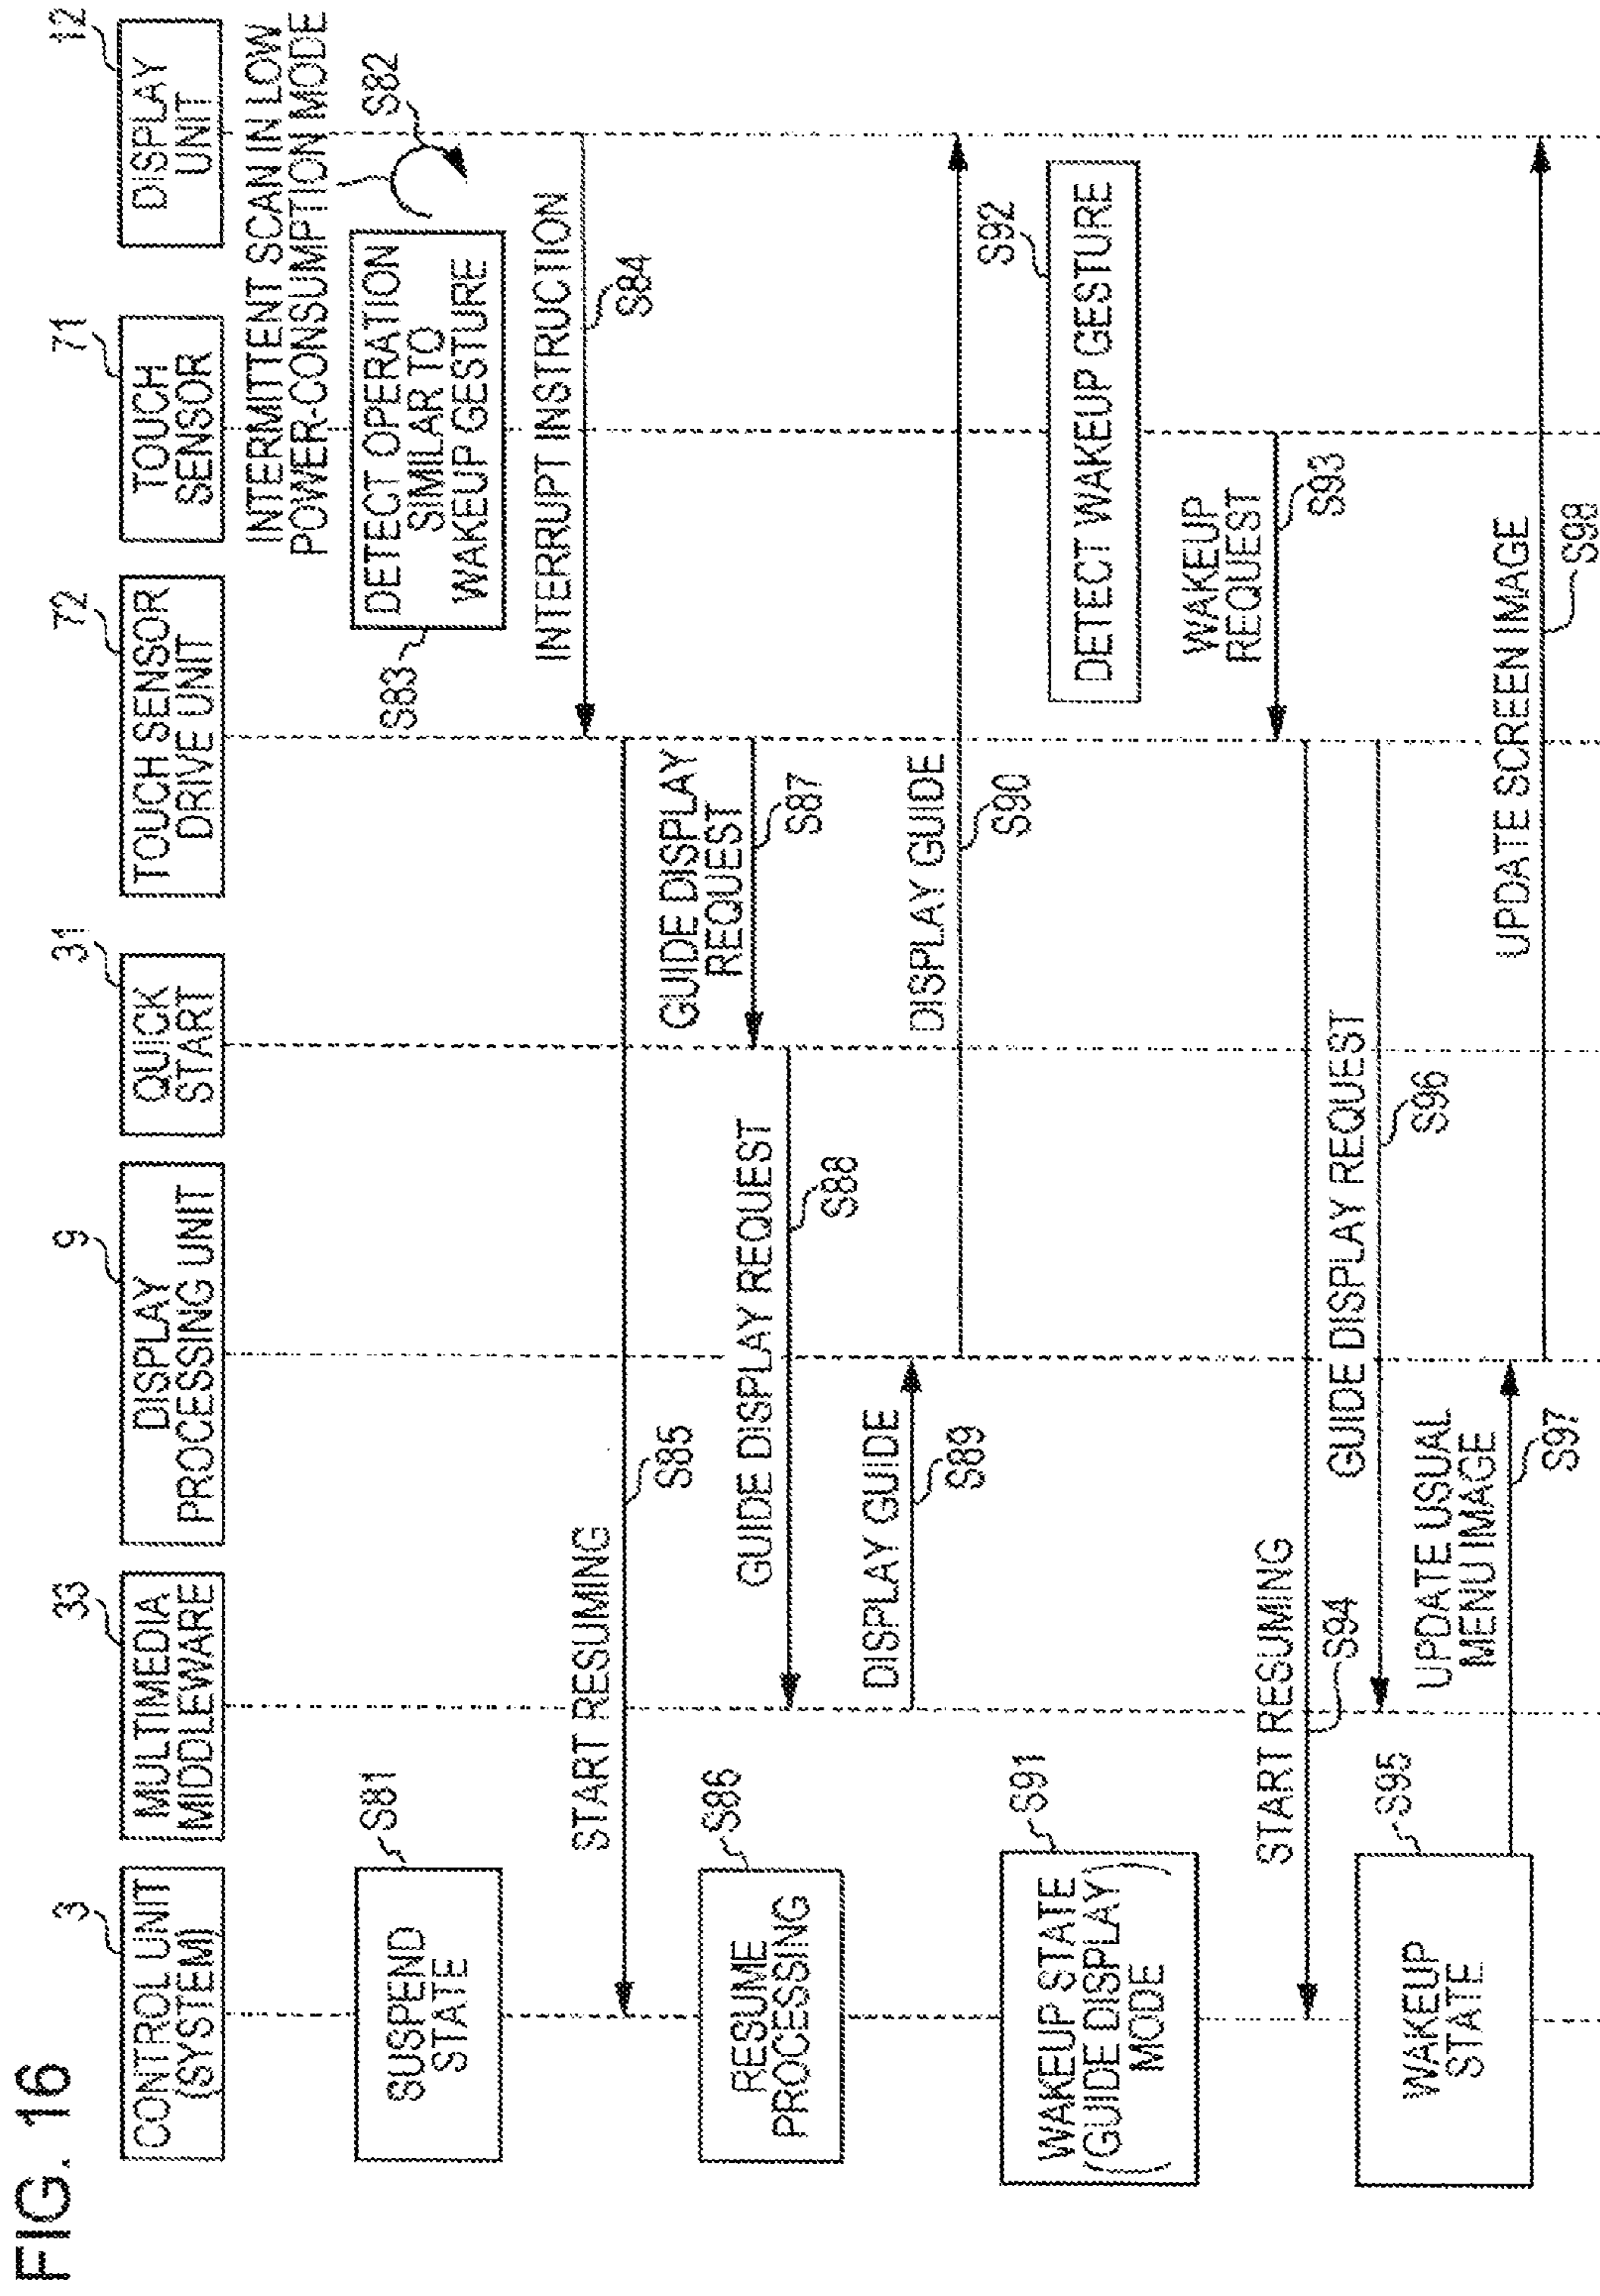 FIG. 16
3
CONTROL UNIT
(SYSTEM)
33
MULTIMEDIA
MIDDLEWARE
9
DISPLAY
PROCESSING UNIT
31
QUICK
START
72
TOUCH SENSOR
DRIVE UNIT
71
TOUCH
SENSOR
12
DISPLAY
UNIT
INTERMITTENT SCAN IN LOW
POWER-CONSUMPTION MODE
S82
SUSPEND
STATE
S81
S83
DETECT OPERATION
SIMILAR TO
WAKEUP GESTURE
INTERRUPT INSTRUCTION
S84
START RESUMING
S85
RESUME
PROCESSING
S86
GUIDE DISPLAY
REQUEST
S87
GUIDE DISPLAY REQUEST
S88
DISPLAY GUIDE
S89
DISPLAY GUIDE
S90
WAKEUP STATE
(GUIDE DISPLAY)
MODE
S91
S92
DETECT WAKEUP GESTURE
WAKEUP
REQUEST
S93
START RESUMING
S94
GUIDE DISPLAY REQUEST
S96
WAKEUP
STATE
S95
UPDATE USUAL
MENU IMAGE
S97
UPDATE SCREEN IMAGE
S98